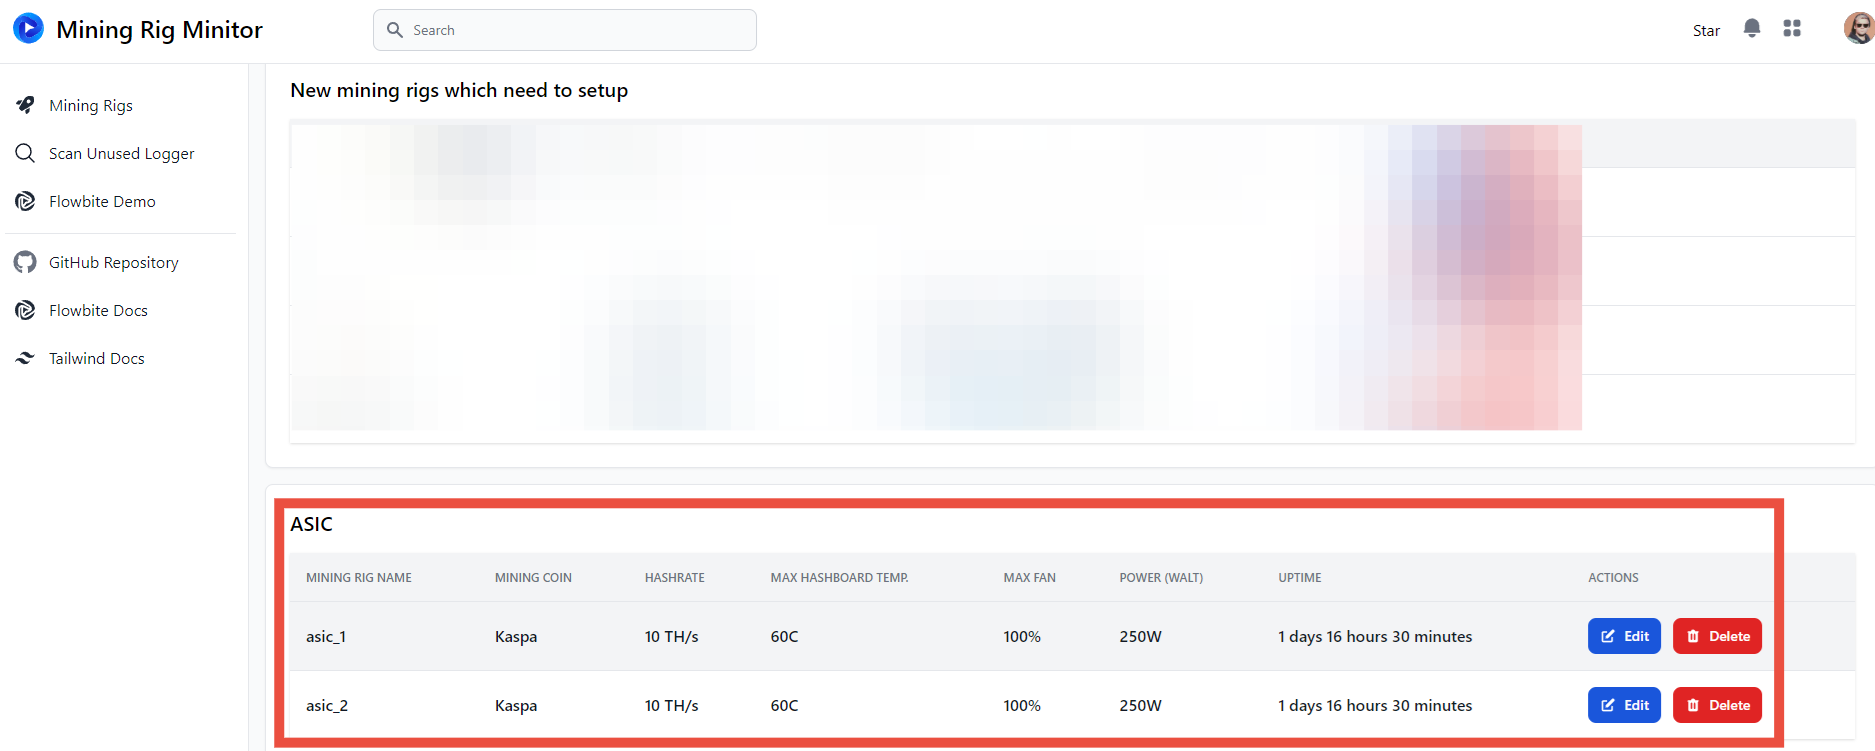 Mining Rig Minitor
Search
Star
Mining Rigs
Scan Unused Logger
Flowbite Demo
GitHub Repository
Flowbite Docs
Tailwind Docs
New mining rigs which need to setup
ASIC
MINING RIG NAME MINING COIN HASHRATE MAX HASHBOARD TEMP. MAX FAN POWER (WALT) UPTIME ACTIONS
asic_1 Kaspa 10 TH/s 60C 100% 250W 1 days 16 hours 30 minutes Edit Delete
asic_2 Kaspa 10 TH/s 60C 100% 250W 1 days 16 hours 30 minutes Edit Delete